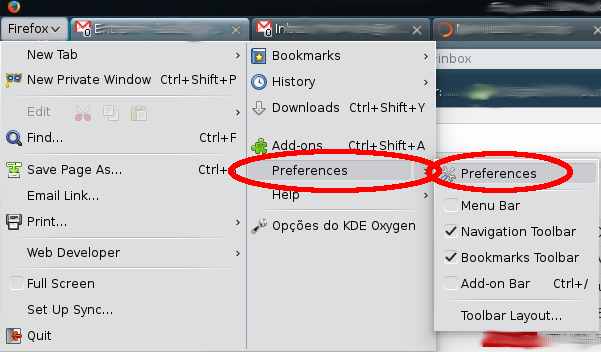 Firefox
0
0
inbox
New Tab
New Private Window Ctrl+Shift+P
Edit
Find... Ctrl+F
Save Page As...
Email Link...
Print...
Web Developer
Full Screen
Set Up Sync...
Quit
Bookmarks
History
Downloads Ctrl+Shift+Y
Add-ons Ctrl+Shift+A
Preferences
Help
Opções do KDE Oxygen
Preferences
Menu Bar
Navigation Toolbar
Bookmarks Toolbar
Add-on Bar Ctrl+/
Toolbar Layout...